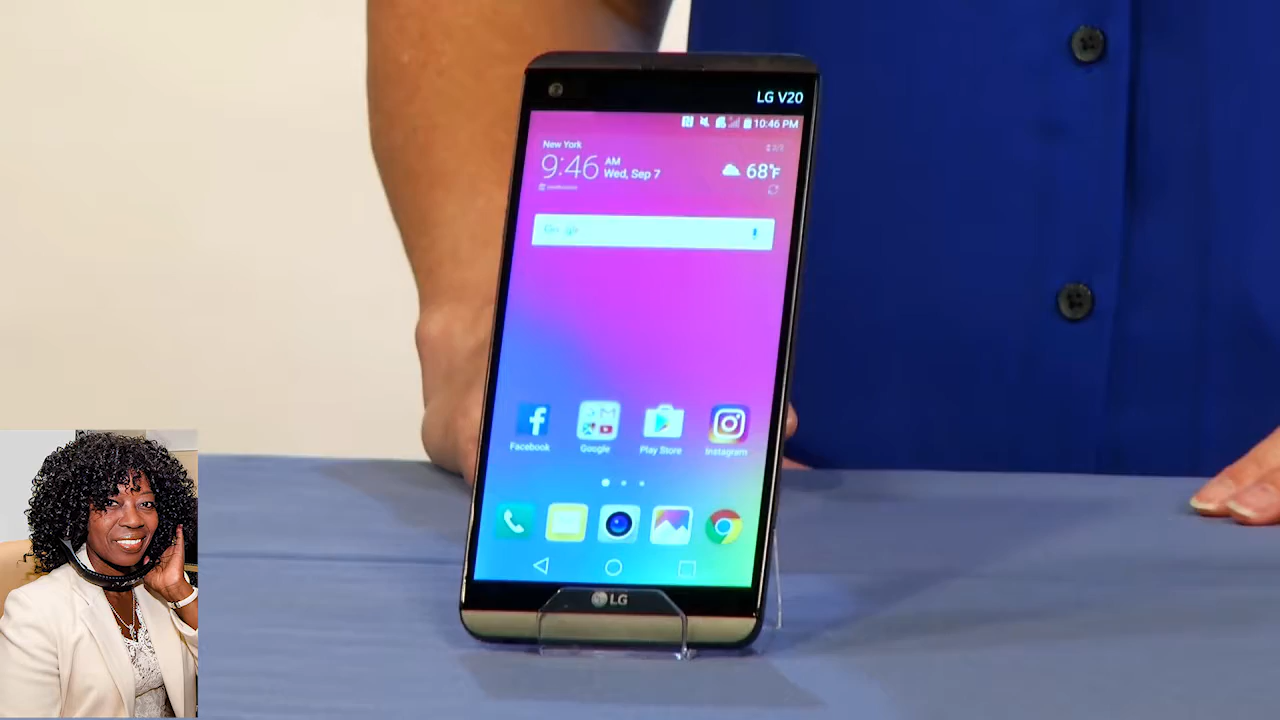 LG V20
10:46 PM
New York
9:46 AM
Wed, Sep 7
68°F
Google
Facebook
Google
Play Store
Instagram
LG